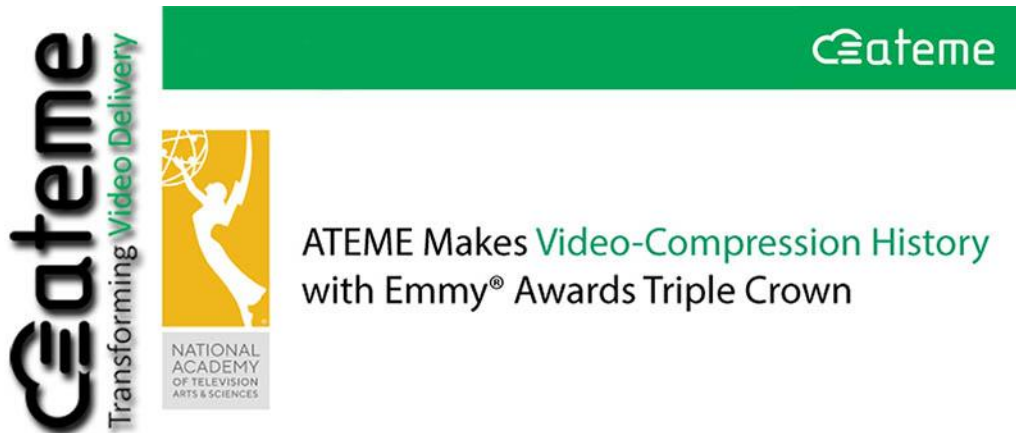 ateme
Transforming Video Delivery
ateme
NATIONAL
ACADEMY
OF TELEVISION
ARTS & SCIENCES
ATEME Makes Video-Compression History
with Emmy® Awards Triple Crown